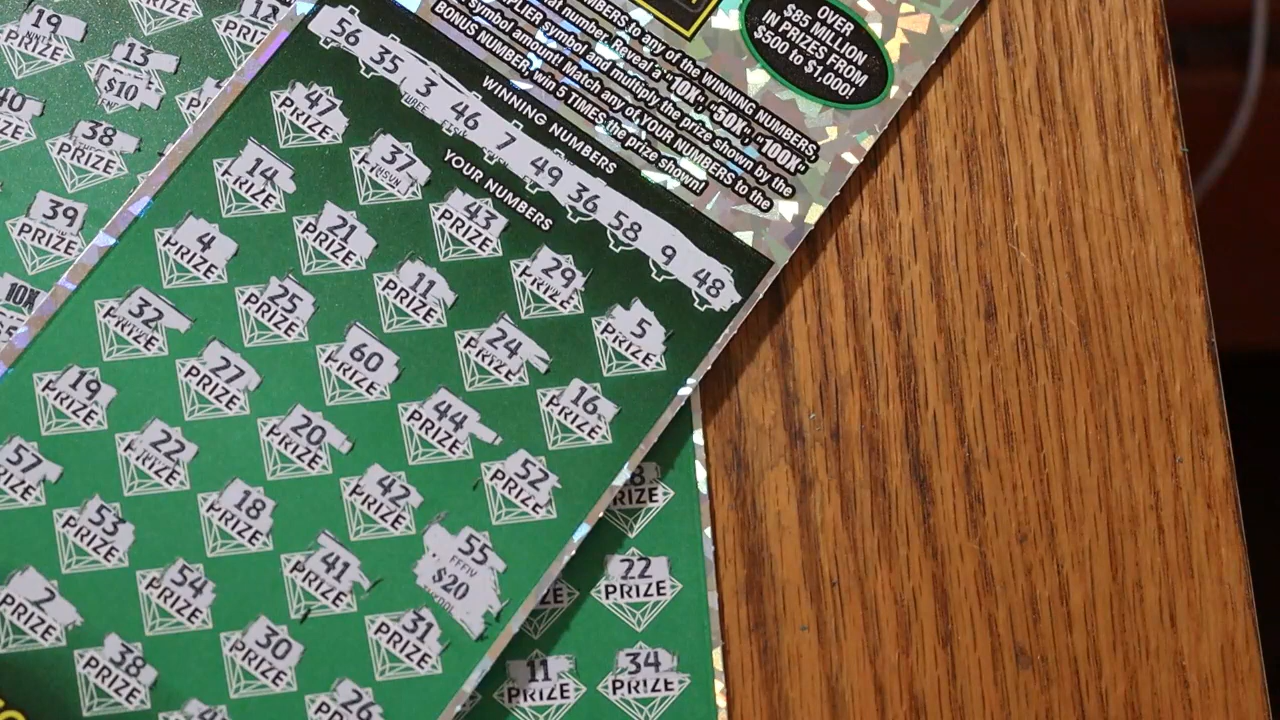 OVER
$85 MILLION
IN PRIZES FROM
$500 to $1,000!
NUMBERS to any of the WINNING NUMBERS
that number. Reveal a "10X", "50X", "100X"
symbol and multiply the prize shown by the
symbol amount! Match any of YOUR NUMBERS to the
BONUS NUMBER, win 5 TIMES the prize shown!
56 35 3 46 7 49 36 58 9 48
WINNING NUMBERS
YOUR NUMBERS
47
PRIZE
37
14
PRIZE
43
PRIZE
21
PRIZE
4
PRIZE
29
PRIZE
11
PRIZE
25
PRIZE
32
5
PRIZE
24
60
PRIZE
27
PRIZE
19
PRIZE
16
PRIZE
44
PRIZE
20
PRIZE
22
PRIZE
57
PRIZE
52
PRIZE
42
PRIZE
18
PRIZE
53
PRIZE
55
$20
41
PRIZE
54
PRIZE
2
PRIZE
31
PRIZE
30
PRIZE
38
PRIZE
26
19
PRIZE
12
PRIZE
13
$10
40
38
PRIZE
39
PRIZE
10X
22
PRIZE
11
PRIZE
34
PRIZE